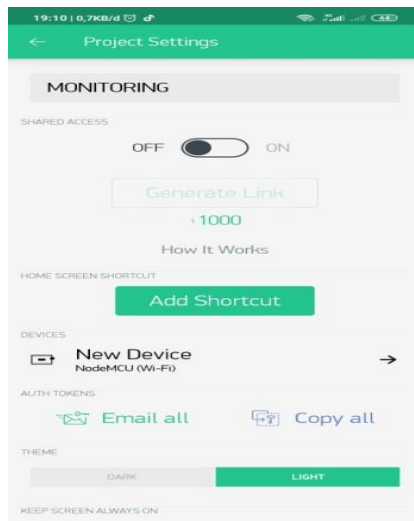 19:10 | 0,7KB/d
Project Settings
MONITORING
SHARED ACCESS
OFF ON
Generate Link
1000
How It Works
HOME SCREEN SHORTCUT
Add Shortcut
DEVICES
New Device
NodeMCU (Wi-Fi)
AUTH TOKENS
Email all Copy all
THEME
DARK LIGHT
KEEP SCREEN ALWAYS ON